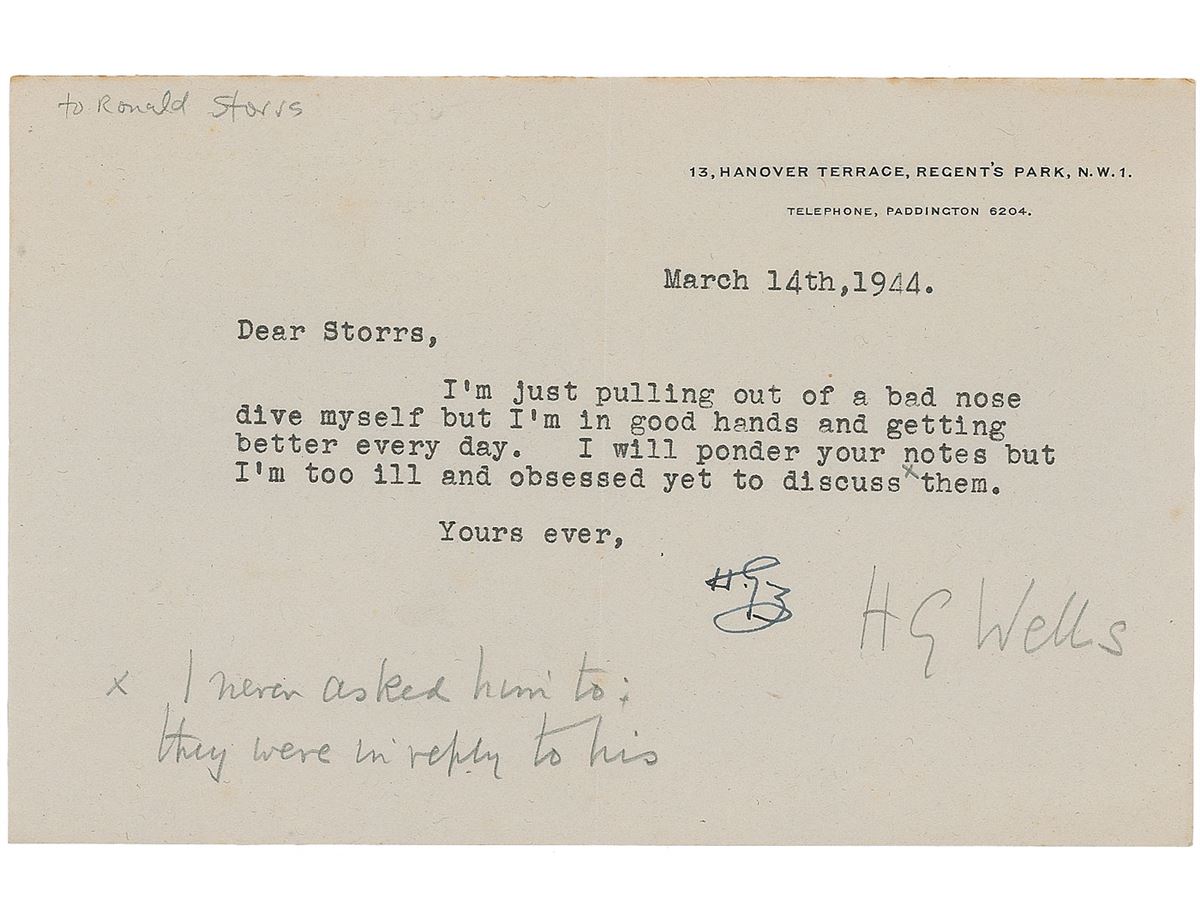 to Ronald Storrs
13, HANOVER TERRACE, REGENT'S PARK, N.W.1.
TELEPHONE, PADDINGTON 6204.
March 14th,1944.
Dear Storrs,
I'm just pulling out of a bad nose
dive myself but I'm in good hands and getting
better every day. I will ponder your notes but
I'm too ill and obsessed yet to discuss x them.
Yours ever,
H.G.
H G Wells
x I never asked him to:
they were in reply to his